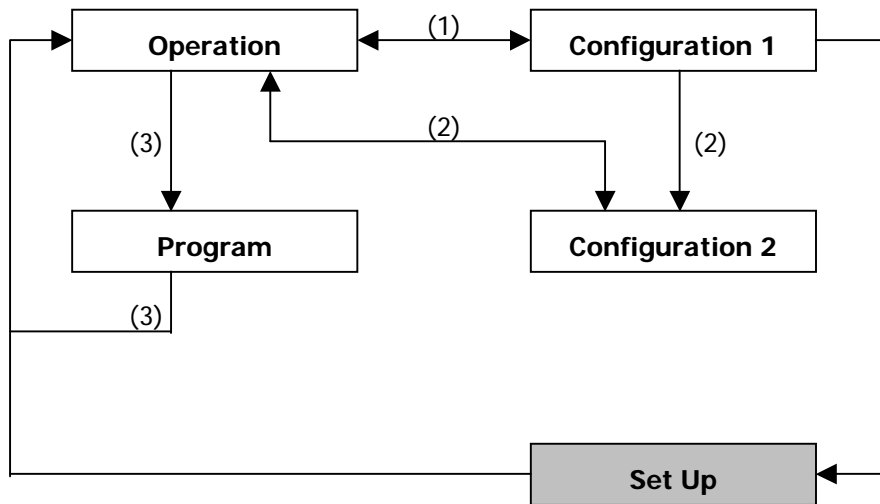 Operation
(1)
Configuration 1
(3)
(2)
(2)
Program
Configuration 2
(3)
Set Up